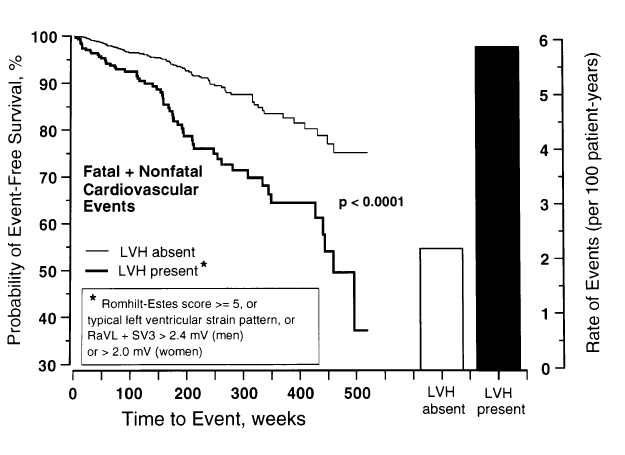 Probability of Event-Free Survival, %
100
90
80
70
60
50
40
30
Fatal + Nonfatal
Cardiovascular
Events
LVH absent
LVH present *
* Romhilt-Estes score >= 5, or
typical left ventricular strain pattern, or
RaVL + SV3 > 2.4 mV (men)
or > 2.0 mV (women)
p < 0.0001
0 100 200 300 400 500
Time to Event, weeks
LVH
absent
LVH
present
6
5
4
3
2
1
0
Rate of Events (per 100 patient-years)